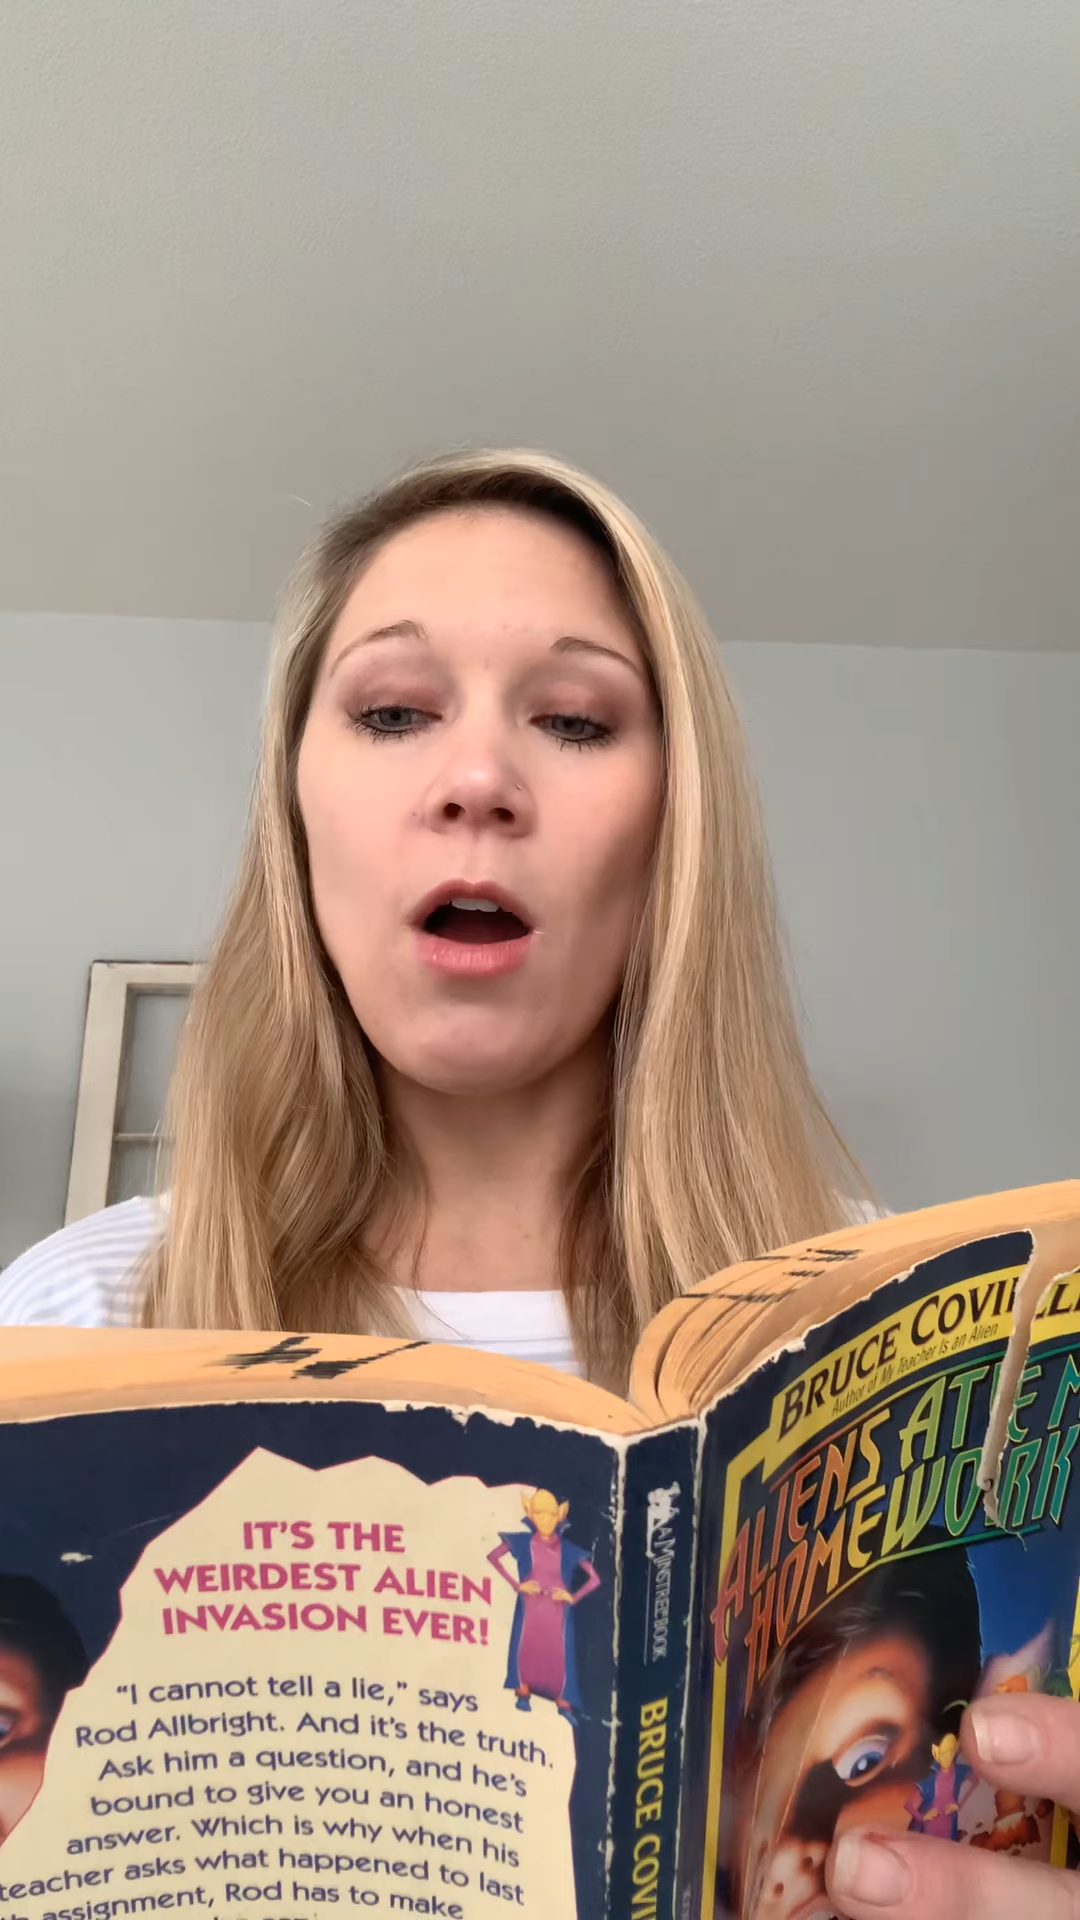 IT'S THE
WEIRDEST ALIEN
INVASION EVER!
"I cannot tell a lie," says
Rod Allbright. And it's the truth.
Ask him a question, and he's
bound to give you an honest
answer. Which is why when his
teacher asks what happened to last
assignment, Rod has to make
A MINSTREL BOOK
BRUCE COVI
BRUCE COVILLE
Author of My Teacher Is an Alien
ALIENS ATE M
HOMEWORK